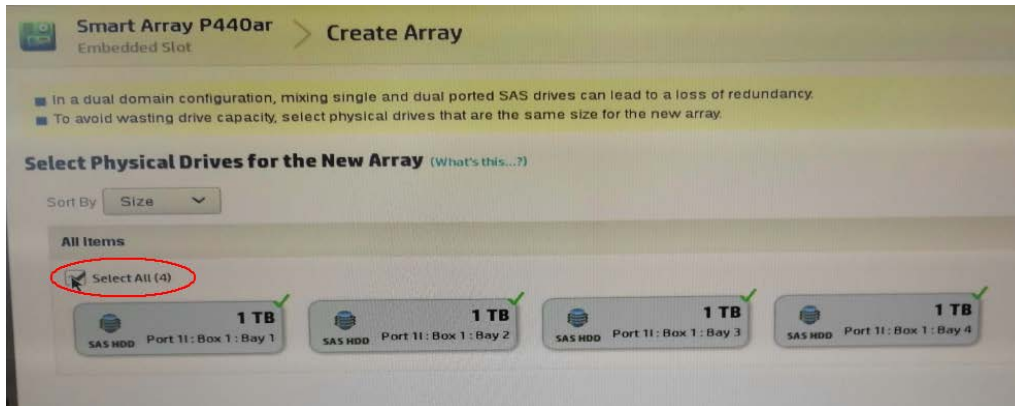 Smart Array P440ar
Embedded Slot
Create Array
In a dual domain configuration, mixing single and dual ported SAS drives can lead to a loss of redundancy.
To avoid wasting drive capacity, select physical drives that are the same size for the new array.
Select Physical Drives for the New Array (What's this...?)
Sort By Size
All Items
Select All (4)
1 TB
SAS HDD Port 1I : Box 1 : Bay 1
1 TB
SAS HDD Port 1I : Box 1 : Bay 2
1 TB
SAS HDD Port 1I : Box 1 : Bay 3
1 TB
SAS HDD Port 1I : Box 1 : Bay 4